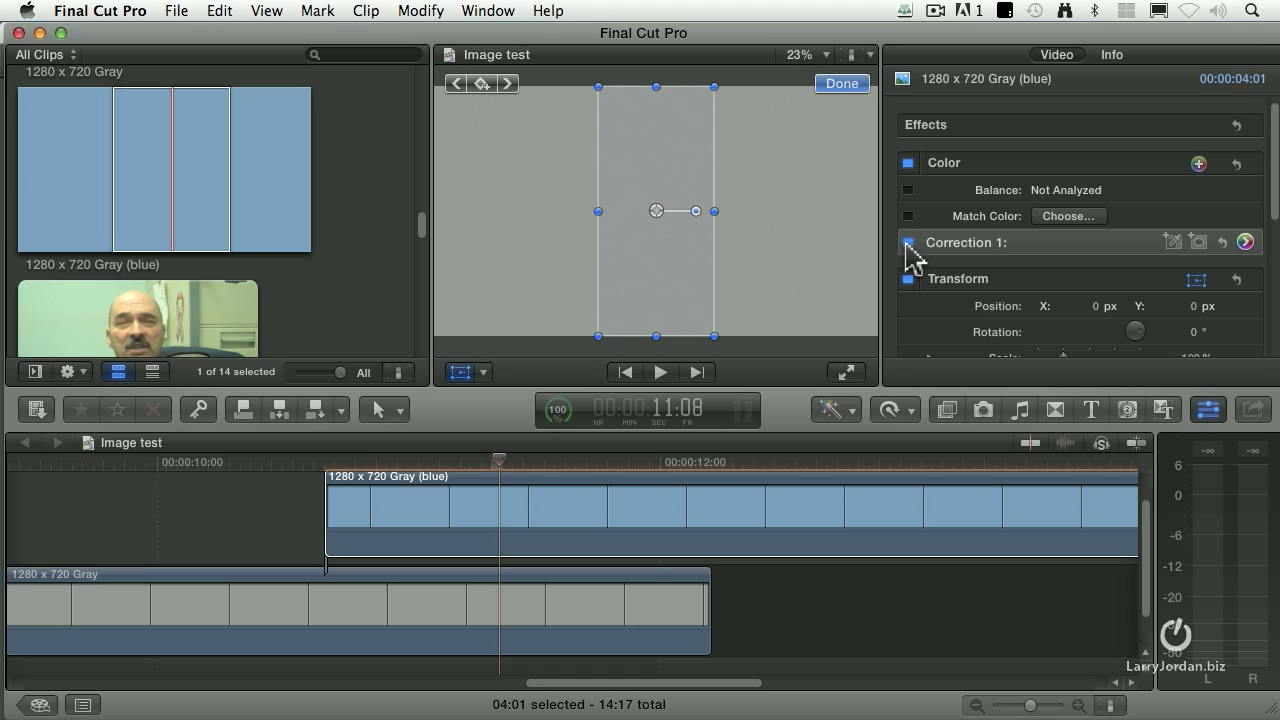 Final Cut Pro File Edit View Mark Clip Modify Window Help 1
Final Cut Pro
All Clips
Image test 23%
Video Info
1280 x 720 Gray
Done
1280 x 720 Gray (blue) 00:00:04:01
Effects
Color
Balance: Not Analyzed
Match Color: Choose...
Correction 1:
1280 x 720 Gray (blue)
Transform
Position: X: 0 px Y: 0 px
Rotation: 0 °
1 of 14 selected All
100 % 00:00:11:08
HR MIN SEC FR
T
Image test
00:00:10:00 00:00:12:00
1280 x 720 Gray (blue)
1280 x 720 Gray
-∞ -∞
6
0
-6
-12
-20
LarryJordan.biz
L R
04:01 selected - 14:17 total